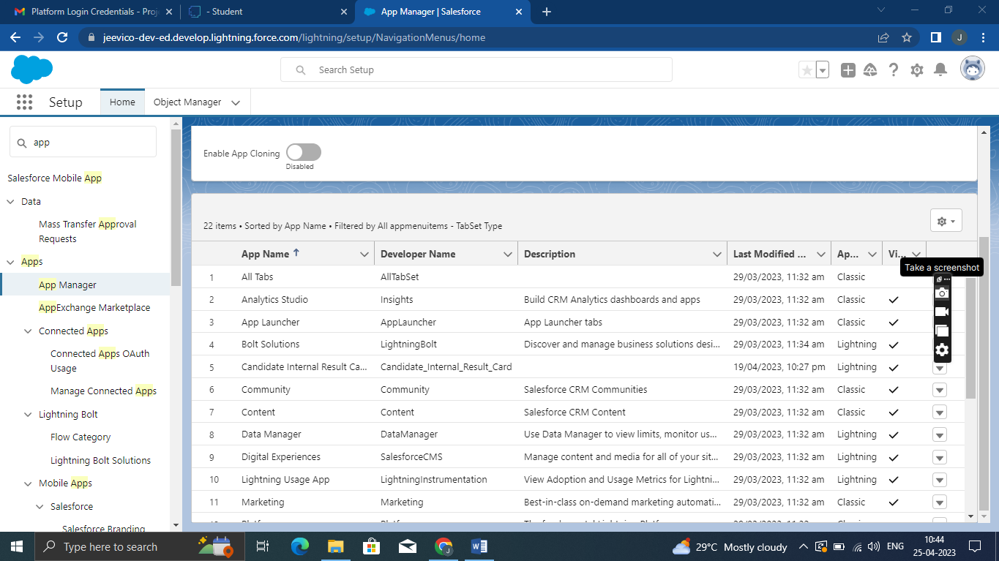 Platform Login Credentials - Proj
- Student
App Manager | Salesforce
jeevico-dev-ed.develop.lightning.force.com/lightning/setup/NavigationMenus/home
J
Search Setup
Setup
Home
Object Manager
app
Salesforce Mobile App
Data
Mass Transfer Approval
Requests
Apps
App Manager
AppExchange Marketplace
Connected Apps
Connected Apps OAuth
Usage
Manage Connected Apps
Lightning Bolt
Flow Category
Lightning Bolt Solutions
Mobile Apps
Salesforce
Salesforce Branding
Enable App Cloning
Disabled
22 items • Sorted by App Name • Filtered by All appmenuitems - TabSet Type
App Name ↑ Developer Name Description Last Modified ... Ap... Vi...
Take a screenshot
1 All Tabs AllTabSet 29/03/2023, 11:32 am Classic
2 Analytics Studio Insights Build CRM Analytics dashboards and apps 29/03/2023, 11:32 am Classic
3 App Launcher AppLauncher App Launcher tabs 29/03/2023, 11:32 am Classic
4 Bolt Solutions LightningBolt Discover and manage business solutions desi... 29/03/2023, 11:34 am Lightning
5 Candidate Internal Result Ca... Candidate_Internal_Result_Card 19/04/2023, 10:27 pm Lightning
6 Community Community Salesforce CRM Communities 29/03/2023, 11:32 am Classic
7 Content Content Salesforce CRM Content 29/03/2023, 11:32 am Classic
8 Data Manager DataManager Use Data Manager to view limits, monitor us... 29/03/2023, 11:32 am Lightning
9 Digital Experiences SalesforceCMS Manage content and media for all of your sit... 29/03/2023, 11:32 am Lightning
10 Lightning Usage App LightningInstrumentation View Adoption and Usage Metrics for Lightni... 29/03/2023, 11:32 am Lightning
11 Marketing Marketing Best-in-class on-demand marketing automati... 29/03/2023, 11:32 am Classic
Type here to search
29°C Mostly cloudy
ENG
10:44
25-04-2023